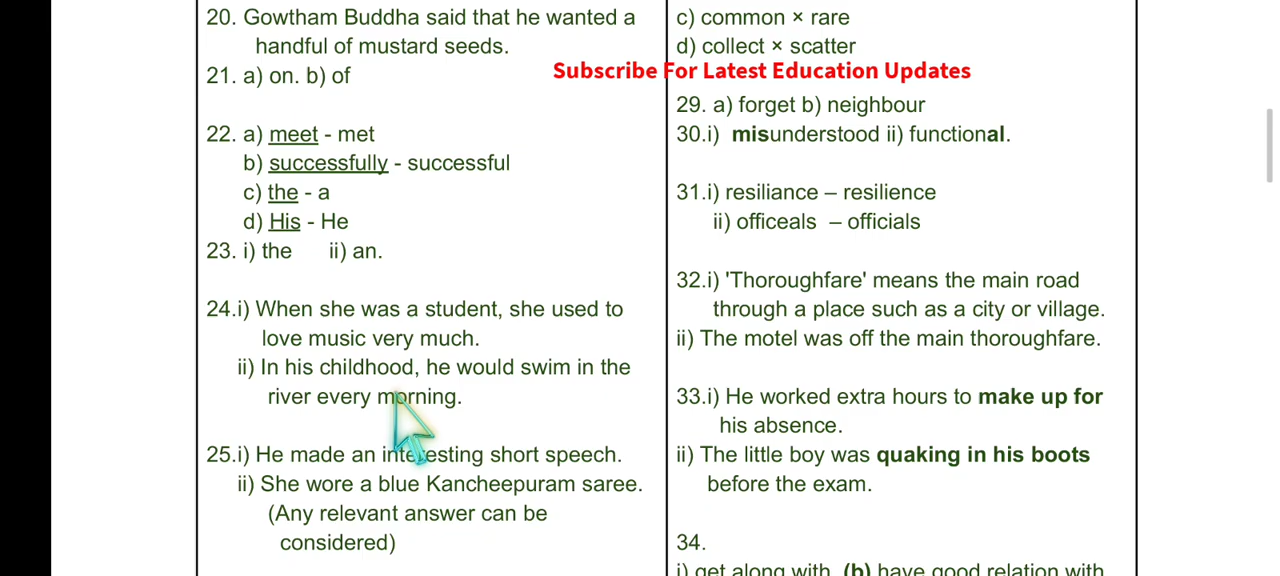 20. Gowtham Buddha said that he wanted a
handful of mustard seeds.
21. a) on. b) of
22. a) meet - met
b) successfully - successful
c) the - a
d) His - He
23. i) the ii) an.
24.i) When she was a student, she used to
love music very much.
ii) In his childhood, he would swim in the
river every morning.
25.i) He made an interesting short speech.
ii) She wore a blue Kancheepuram saree.
(Any relevant answer can be
considered)
c) common × rare
d) collect × scatter
Subscribe For Latest Education Updates
29. a) forget b) neighbour
30.i) misunderstood ii) functional.
31.i) resiliance – resilience
ii) officeals – officials
32.i) 'Thoroughfare' means the main road
through a place such as a city or village.
ii) The motel was off the main thoroughfare.
33.i) He worked extra hours to make up for
his absence.
ii) The little boy was quaking in his boots
before the exam.
34.
i) get along with (b) have good relation with